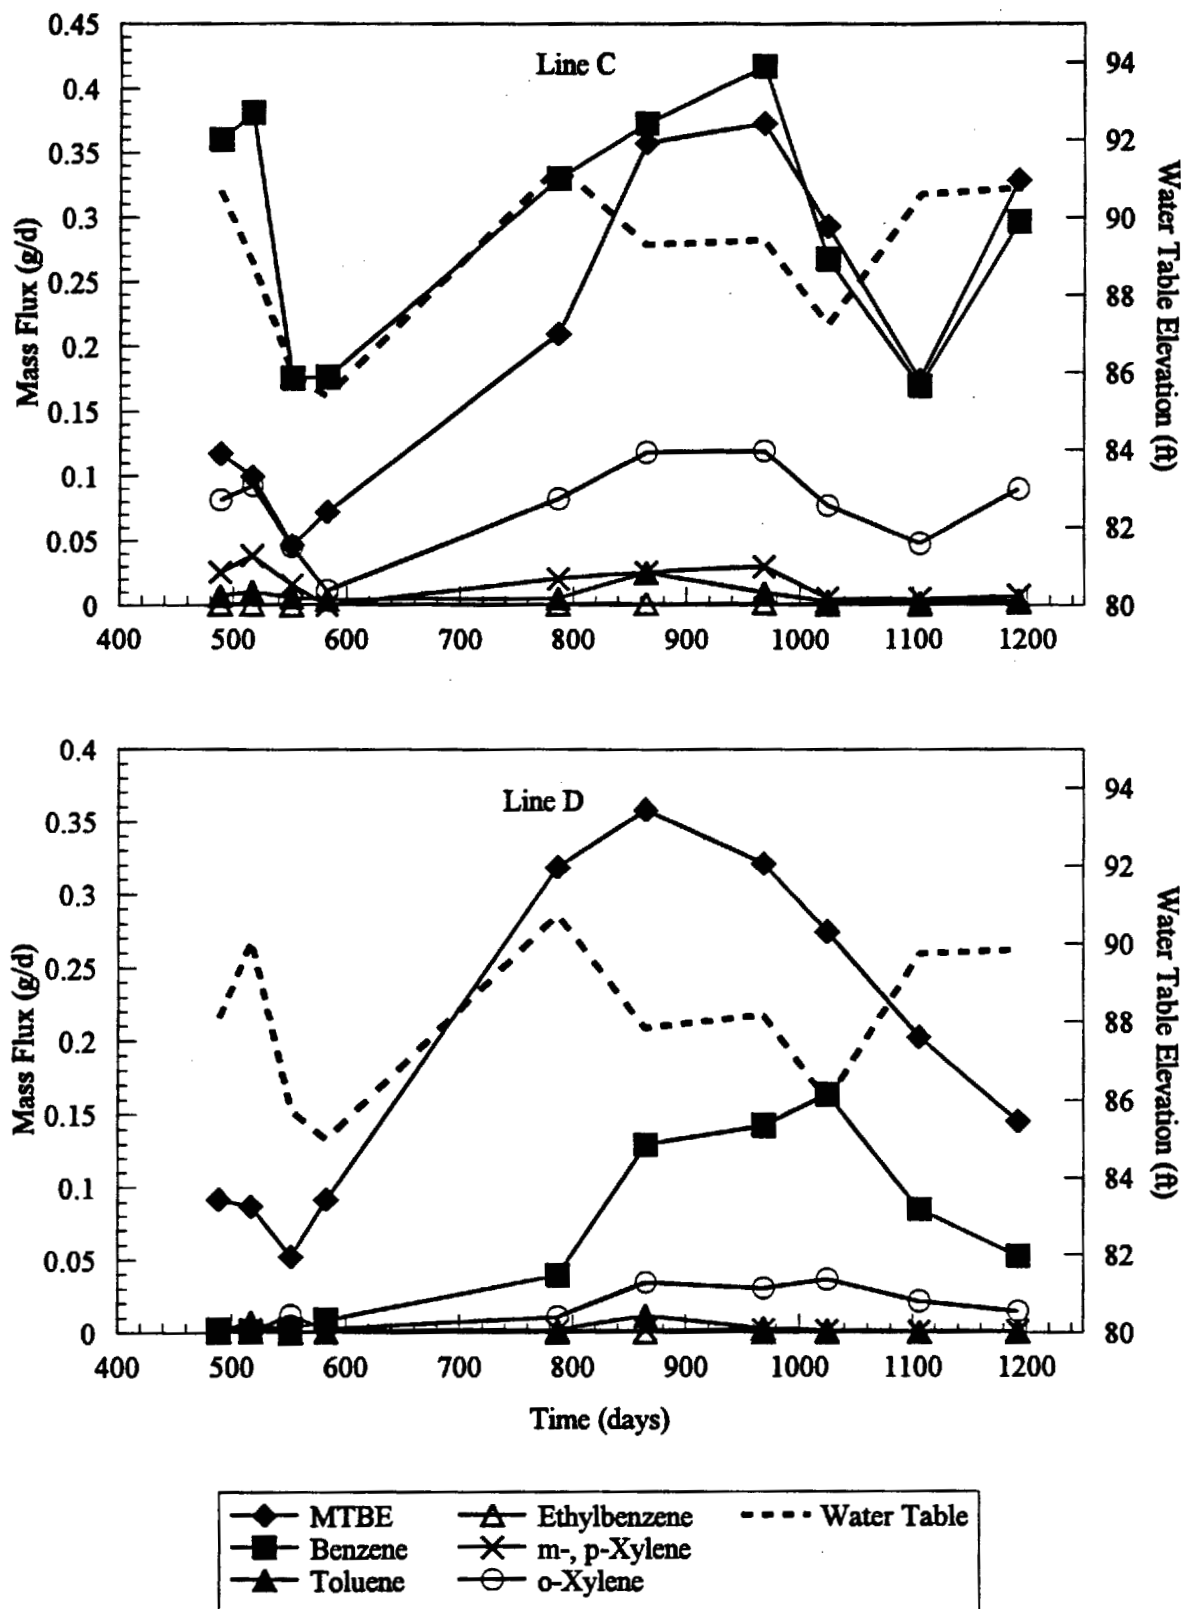 Line C
Mass Flux (g/d)
0.45
0.4
0.35
0.3
0.25
0.2
0.15
0.1
0.05
0
94
92
90
88
86
84
82
80
Water Table Elevation (ft)
400 500 600 700 800 900 1000 1100 1200
Line D
Mass Flux (g/d)
0.4
0.35
0.3
0.25
0.2
0.15
0.1
0.05
0
94
92
90
88
86
84
82
80
Water Table Elevation (ft)
400 500 600 700 800 900 1000 1100 1200
Time (days)
MTBE Ethylbenzene Water Table
Benzene m-, p-Xylene
Toluene o-Xylene